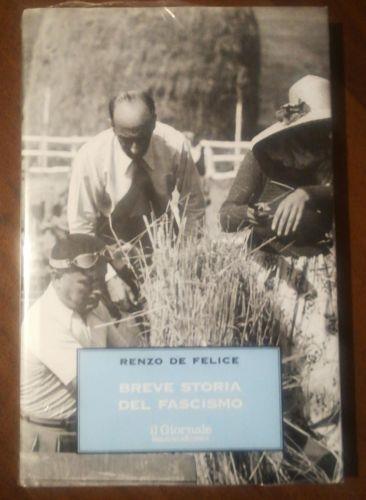 RENZO DE FELICE
BREVE STORIA
DEL FASCISMO
il Giornale